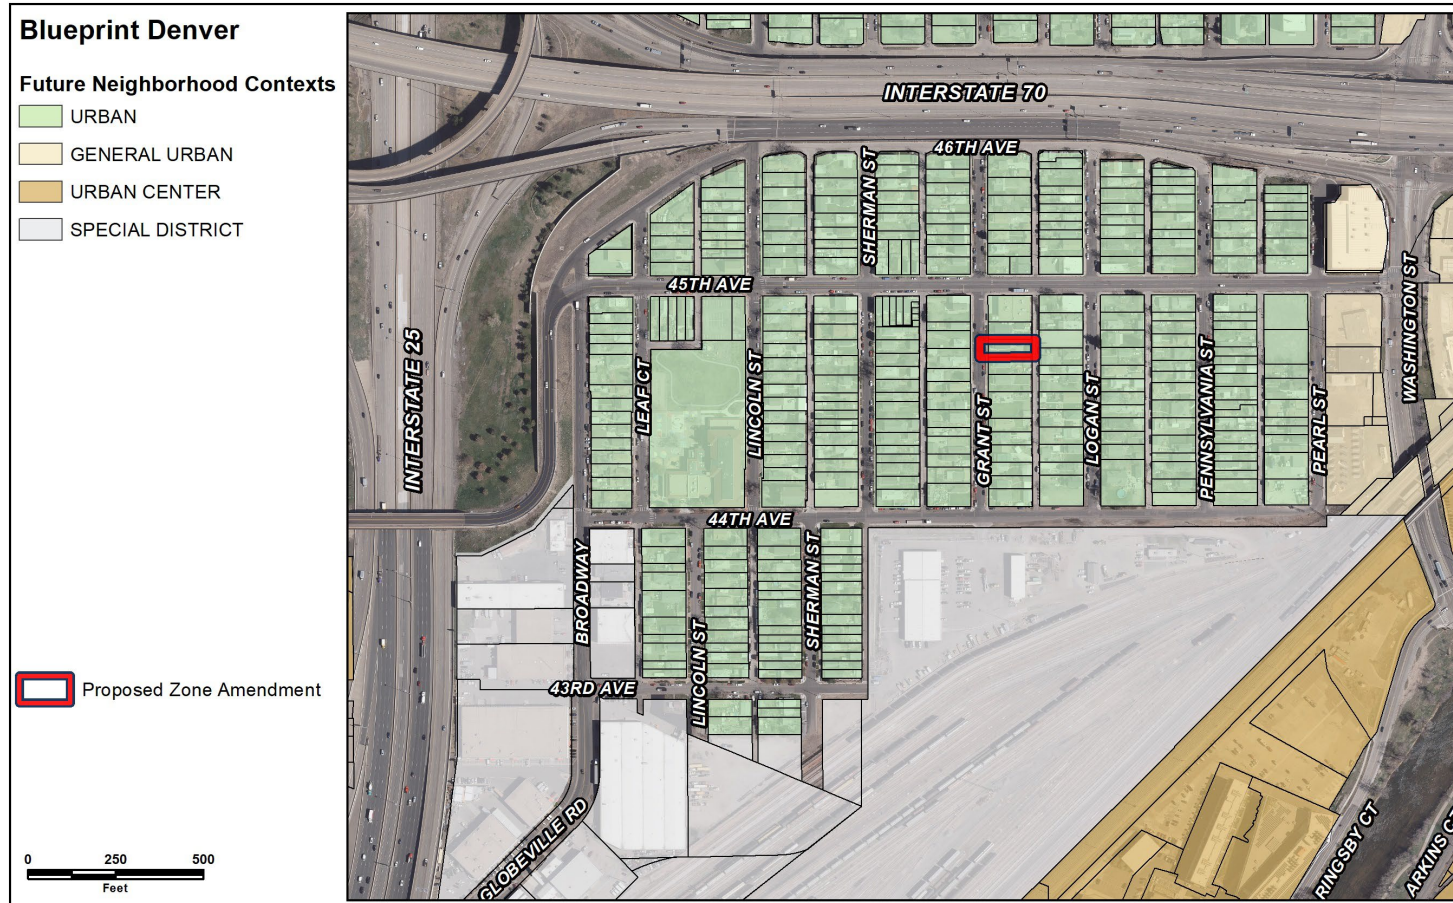 Blueprint Denver
Future Neighborhood Contexts
URBAN
GENERAL URBAN
URBAN CENTER
SPECIAL DISTRICT
Proposed Zone Amendment
0 250 500
Feet
INTERSTATE 70
46TH AVE
SHERMAN ST
45TH AVE
WASHINGTON ST
INTERSTATE 25
LEAF CT
LINCOLN ST
GRANT ST
LOGAN ST
PENNSYLVANIA ST
PEARL ST
44TH AVE
BROADWAY
SHERMAN ST
LINCOLN ST
43RD AVE
GLOBEVILLE RD
RINGSBY CT
ARKINS CT